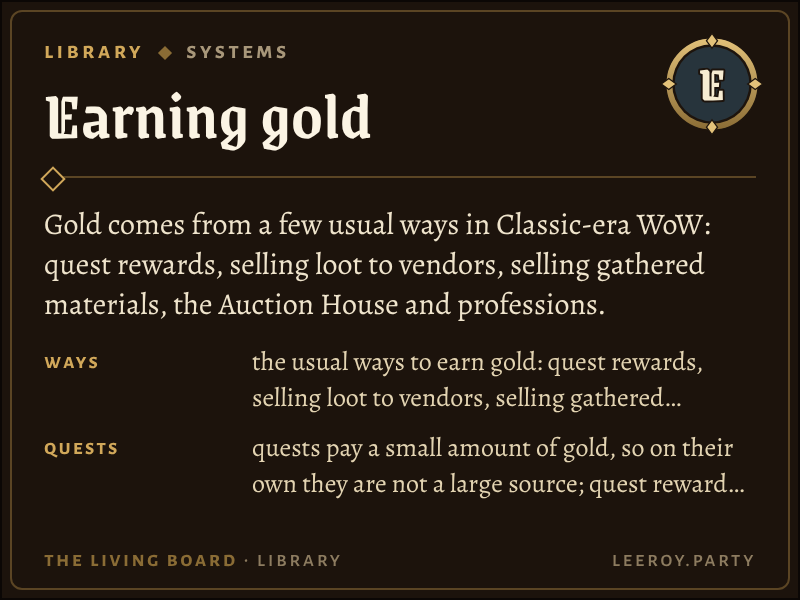 LIBRARY ◆ SYSTEMS
E
Earning gold
Gold comes from a few usual ways in Classic-era WoW:
quest rewards, selling loot to vendors, selling gathered
materials, the Auction House and professions.
WAYS
the usual ways to earn gold: quest rewards,
selling loot to vendors, selling gathered...
QUESTS
quests pay a small amount of gold, so on their
own they are not a large source; quest reward...
THE LIVING BOARD · LIBRARY
LEEROY.PARTY